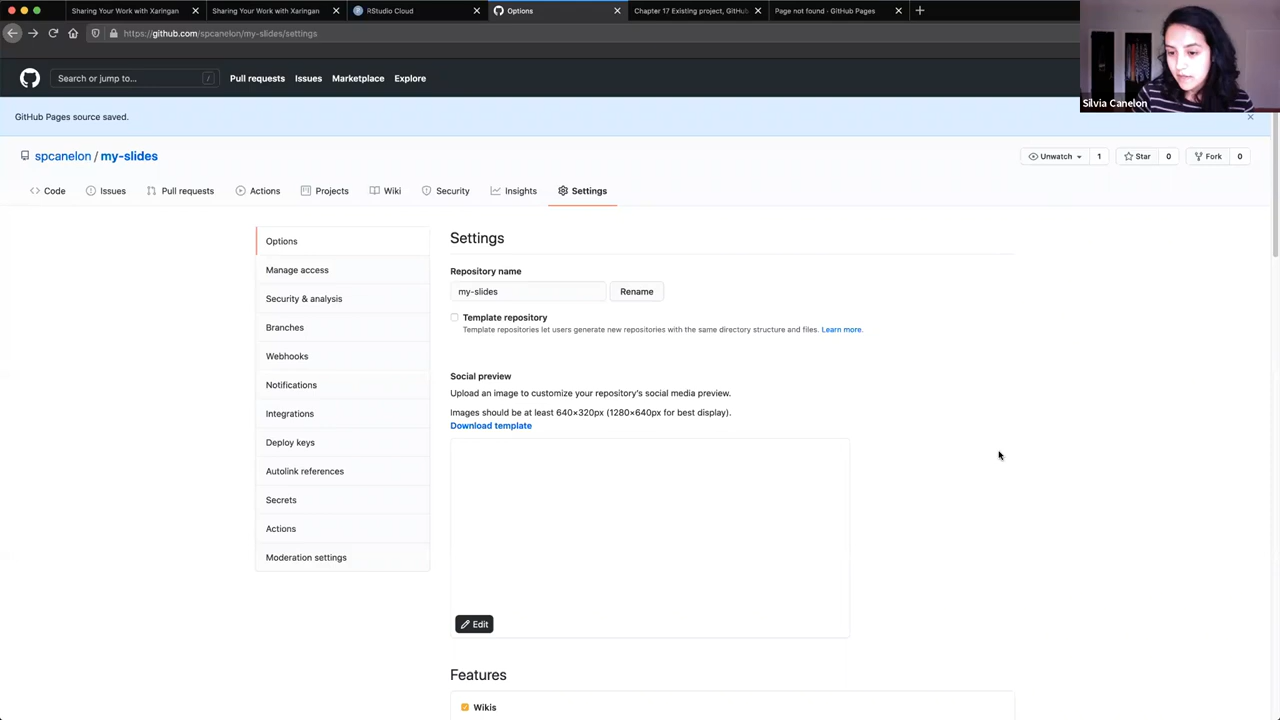 Sharing Your Work with Xaringan
Sharing Your Work with Xaringan
RStudio Cloud
Options
Chapter 17 Existing project, GitHub
Page not found · GitHub Pages
https://github.com/spcanelon/my-slides/settings
Silvia Canelon
Search or jump to...
/
Pull requests
Issues
Marketplace
Explore
GitHub Pages source saved.
spcanelon / my-slides
Unwatch
1
Star
0
Fork
0
Code
Issues
Pull requests
Actions
Projects
Wiki
Security
Insights
Settings
Options
Manage access
Security & analysis
Branches
Webhooks
Notifications
Integrations
Deploy keys
Autolink references
Secrets
Actions
Moderation settings
Settings
Repository name
my-slides
Rename
Template repository
Template repositories let users generate new repositories with the same directory structure and files. Learn more.
Social preview
Upload an image to customize your repository's social media preview.
Images should be at least 640×320px (1280×640px for best display).
Download template
Edit
Features
Wikis